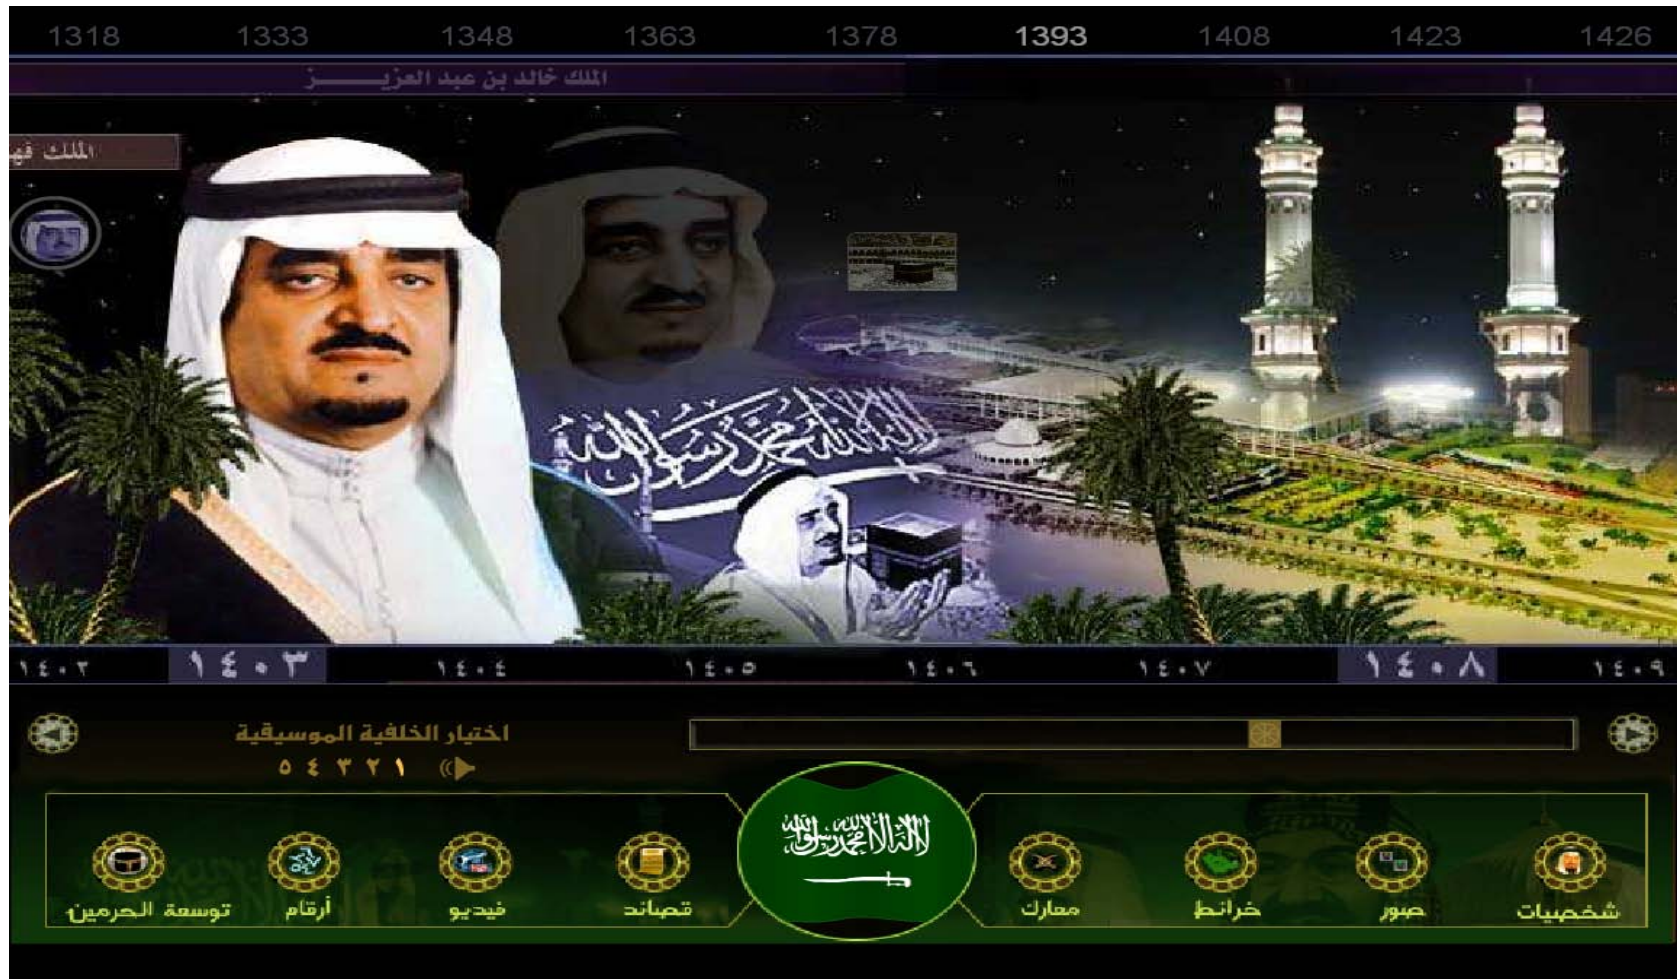 1318 1333 1348 1363 1378 1393 1408 1423 1426
الملك خالد بن عبد العزيـــــــز
الملك فه
لا إله إلا الله محمد رسول الله
١٤٠٢ ١٤٠٣ ١٤٠٤ ١٤٠٥ ١٤٠٦ ١٤٠٧ ١٤٠٨ ١٤٠٩
اختيار الخلفية الموسيقية
١ ٢ ٣ ٤ ٥
لا إله إلا الله محمد رسول الله
شخصيات صور خرائط معارك قصائد فيديو أرقام توسعة الحرمين